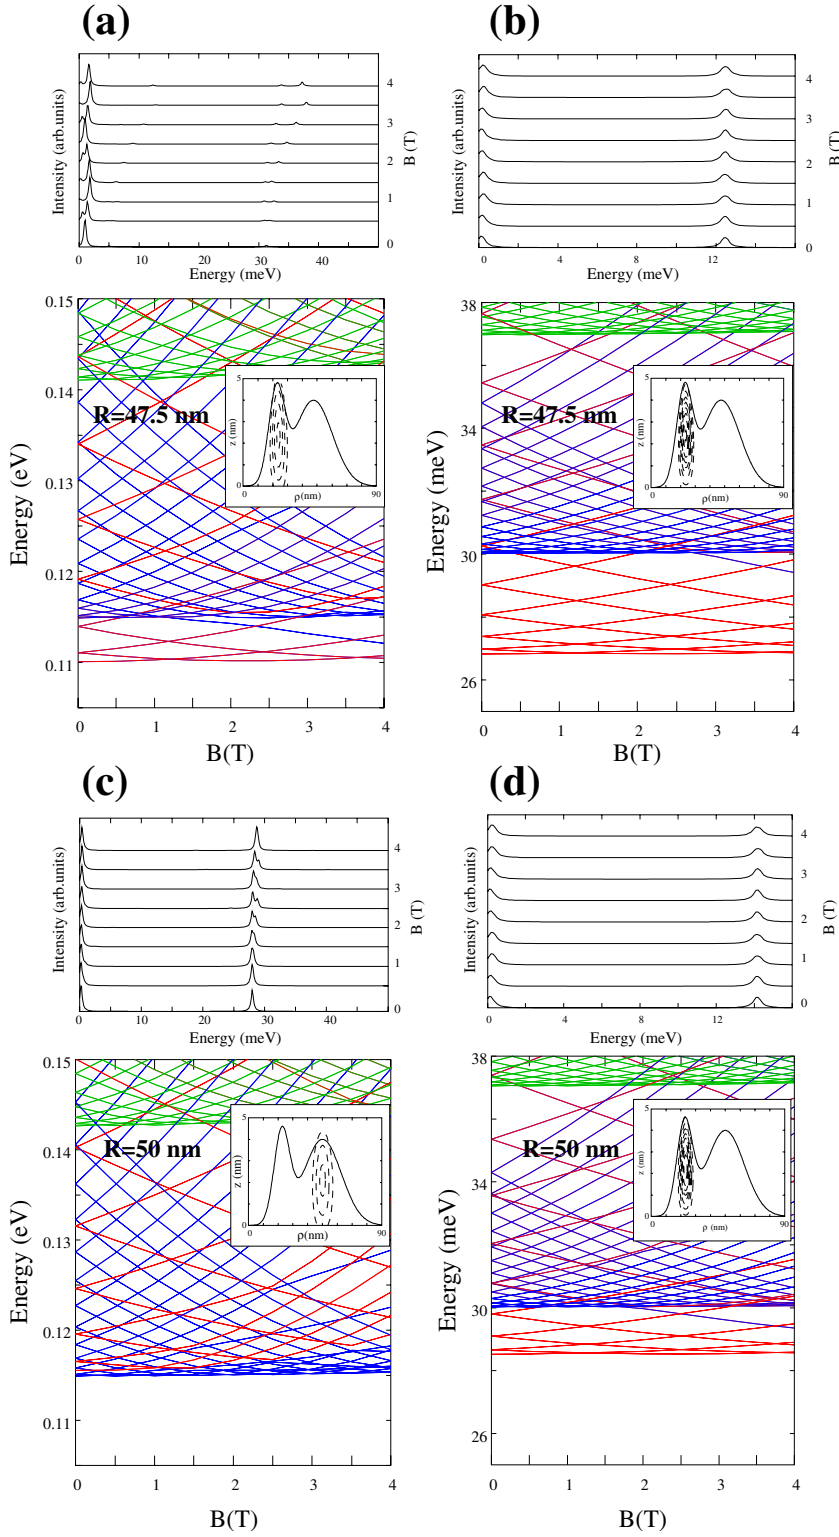 (a)
Intensity (arb.units)
4
3
2
1
0
B (T)
0 10 20 30 40
Energy (meV)
0.15
0.14
0.13
0.12
0.11
Energy (eV)
R=47.5 nm
5
z (nm)
0
0 ρ(nm) 90
0 1 2 3 4
B(T)
(b)
Intensity (arb.units)
4
3
2
1
0
B (T)
0 4 8 12
Energy (meV)
38
34
30
26
Energy (meV)
R=47.5 nm
5
z (nm)
0
0 ρ(nm) 90
0 1 2 3 4
B(T)
(c)
Intensity (arb.units)
4
3
2
1
0
B (T)
0 10 20 30 40
Energy (meV)
0.15
0.14
0.13
0.12
0.11
Energy (eV)
R=50 nm
5
z (nm)
0
0 ρ(nm) 90
0 1 2 3 4
B(T)
(d)
Intensity (arb.units)
4
3
2
1
0
B (T)
0 4 8 12
Energy (meV)
38
34
30
26
Energy (meV)
R=50 nm
5
z (nm)
0
0 ρ (nm) 90
0 1 2 3 4
B(T)